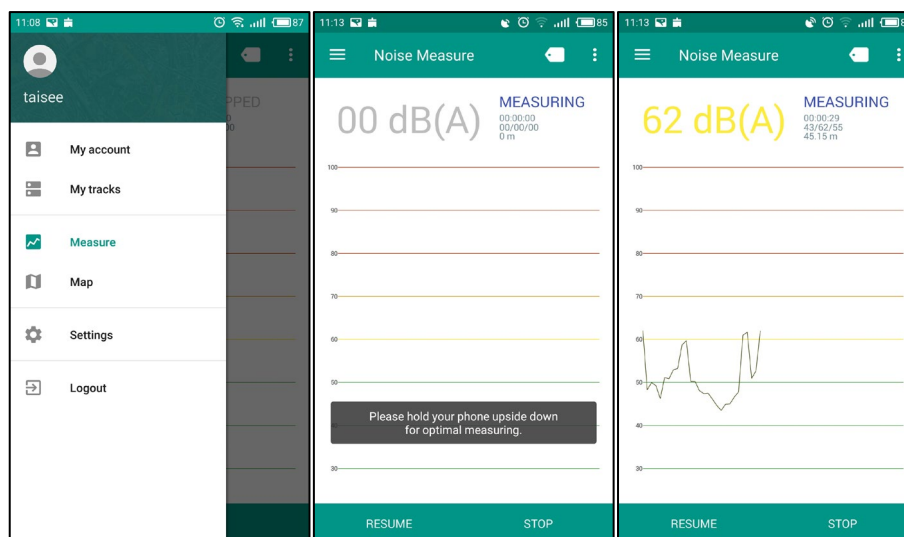 11:08
87
taisee
PPED
My account
My tracks
Measure
Map
Settings
Logout
11:13
85
Noise Measure
00 dB(A)
MEASURING
00:00:00
00/00/00
0 m
100
90
80
70
60
50
Please hold your phone upside down
for optimal measuring.
30
RESUME
STOP
11:13
8
Noise Measure
62 dB(A)
MEASURING
00:00:29
43/62/55
45.15 m
100
90
80
70
60
50
40
30
RESUME
STOP